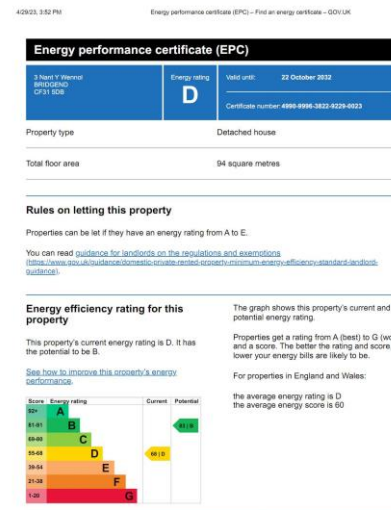 4/29/23, 3:52 PM
Energy performance certificate (EPC) – Find an energy certificate – GOV.UK
Energy performance certificate (EPC)
3 Nant Y Wennol
BRIDGEND
CF31 5DB
Energy rating
D
Valid until: 22 October 2032
Certificate number: 4990-9996-3822-9229-0023
Property type
Detached house
Total floor area
94 square metres
Rules on letting this property
Properties can be let if they have an energy rating from A to E.
You can read guidance for landlords on the regulations and exemptions
(https://www.gov.uk/guidance/domestic-private-rented-property-minimum-energy-efficiency-standard-landlord-
guidance).
Energy efficiency rating for this
property
This property's current energy rating is D. It has
the potential to be B.
See how to improve this property's energy
performance.
Score Energy rating Current Potential
92+ A
81-91 B
69-80 C
55-68 D 66 | D
39-54 E
21-38 F
1-20 G
The graph shows this property's current and
potential energy rating.
Properties get a rating from A (best) to G (wo
and a score. The better the rating and score
lower your energy bills are likely to be.
For properties in England and Wales:
the average energy rating is D
the average energy score is 60